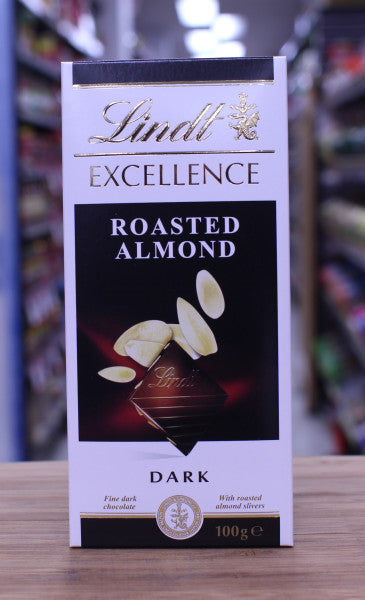 Lindt
EXCELLENCE
ROASTED
ALMOND
Lindt
DARK
Fine dark
chocolate
With roasted
almond slivers
100g e